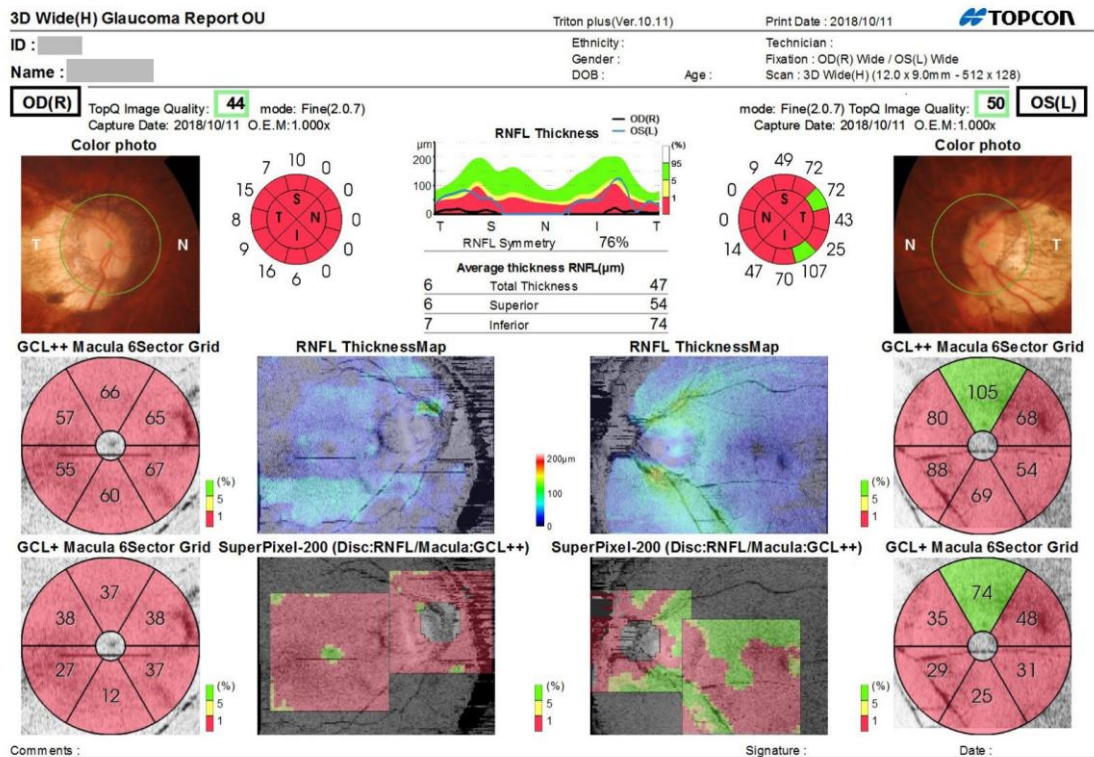 3D Wide(H) Glaucoma Report OU
Triton plus(Ver.10.11)
Print Date : 2018/10/11
TOPCON
ID :
Ethnicity :
Technician :
Gender :
Fixation : OD(R) Wide / OS(L) Wide
Name :
DOB :
Age :
Scan : 3D Wide(H) (12.0 x 9.0mm - 512 x 128)
OD(R)
TopQ Image Quality: 44 mode: Fine(2.0.7)
Capture Date: 2018/10/11 O.E.M:1.000x
mode: Fine(2.0.7) TopQ Image Quality: 50
Capture Date: 2018/10/11 O.E.M:1.000x
OS(L)
Color photo
T
N
10
7
0
15
0
8
0
9
0
16
0
6
S
T
N
I
RNFL Thickness
OD(R)
OS(L)
µm
200
100
0
(%)
95
5
1
T S N I T
RNFL Symmetry 76%
Average thickness RNFL(µm)
6 Total Thickness 47
6 Superior 54
7 Inferior 74
49
9
72
0
72
0
43
14
25
47
107
70
S
N
T
I
Color photo
N
T
GCL++ Macula 6Sector Grid
66
57
65
55
67
60
(%)
5
1
RNFL ThicknessMap
200µm
100
0
RNFL ThicknessMap
GCL++ Macula 6Sector Grid
105
80
68
88
54
69
(%)
5
1
GCL+ Macula 6Sector Grid
37
38
38
27
37
12
(%)
5
1
SuperPixel-200 (Disc:RNFL/Macula:GCL++)
(%)
5
1
SuperPixel-200 (Disc:RNFL/Macula:GCL++)
(%)
5
1
GCL+ Macula 6Sector Grid
74
35
48
29
31
25
Comments :
Signature :
Date :